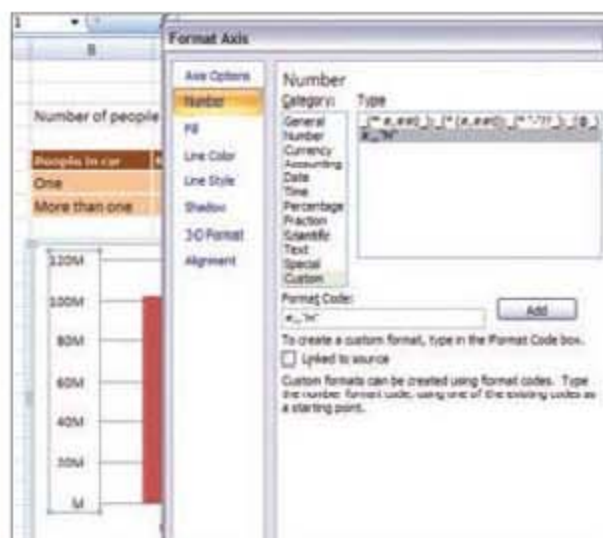 Format Axis
1
B
Number of people
People in car
One
More than one
120M
100M
80M
60M
40M
20M
M
Axis Options
Number
Fill
Line Color
Line Style
Shadow
3-D Format
Alignment
Number
Category:
Type
General
Number
Currency
Accounting
Date
Time
Percentage
Fraction
Scientific
Text
Special
Custom
#,,"M"
Format Code:
#,,"M"
Add
To create a custom format, type in the Format Code box.
Linked to source
Custom formats can be created using format codes. Type
the number format code, using one of the existing codes as
a starting point.